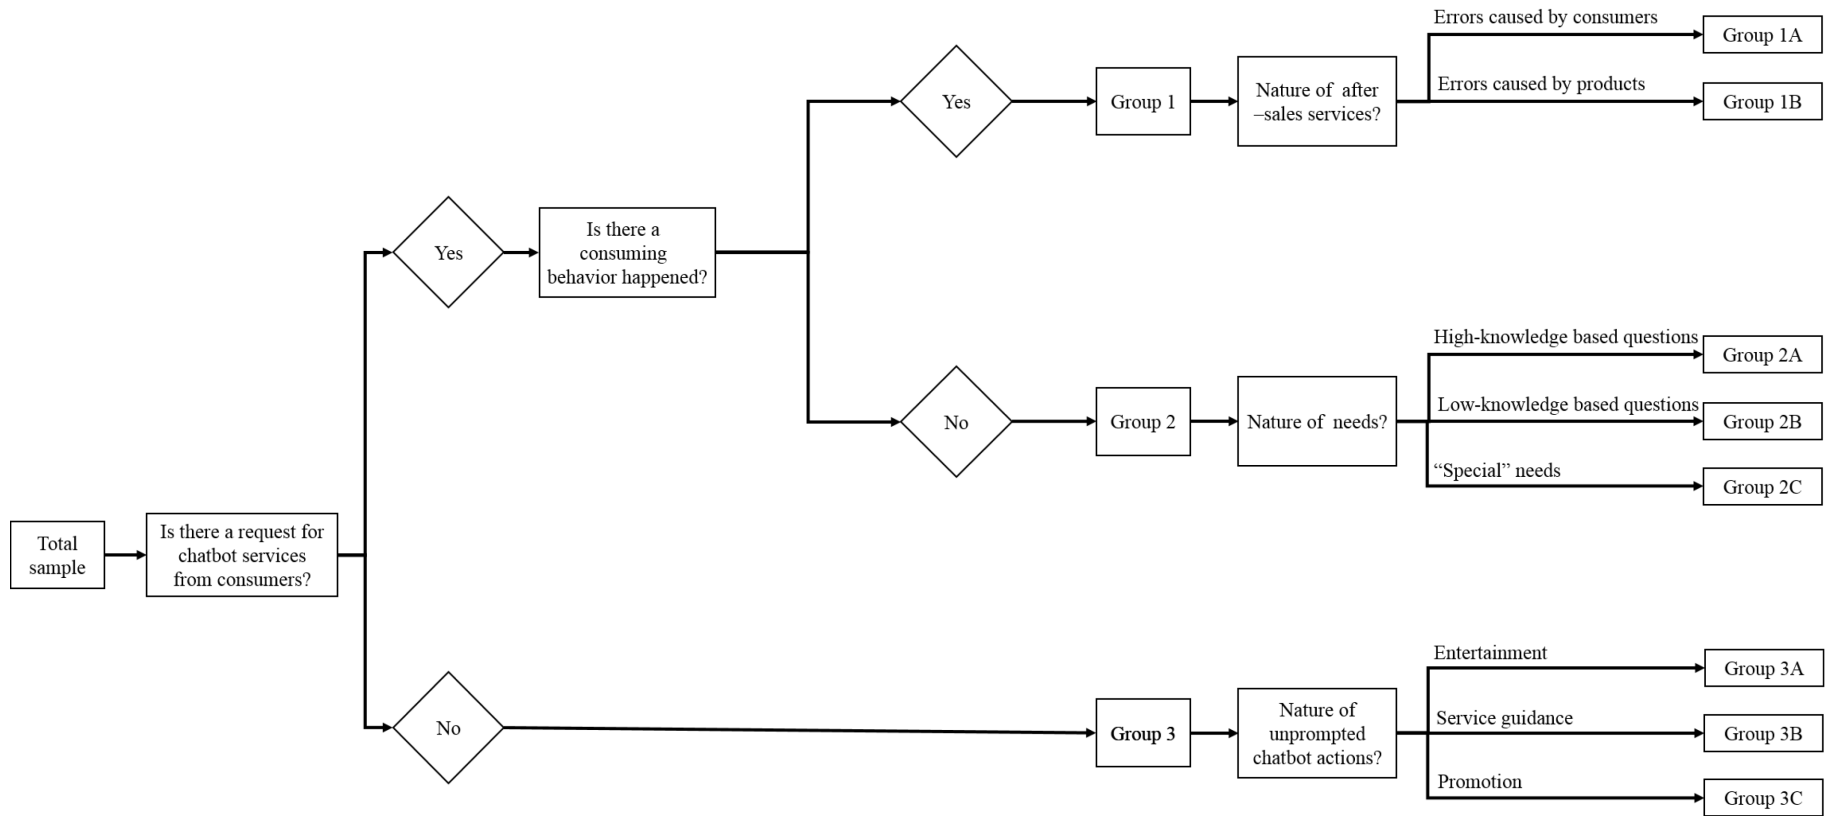 Errors caused by consumers
Group 1A
Yes
Group 1
Nature of after
–sales services?
Errors caused by products
Group 1B
Yes
Is there a
consuming
behavior happened?
High-knowledge based questions
Group 2A
No
Group 2
Nature of needs?
Low-knowledge based questions
Group 2B
“Special” needs
Group 2C
Total
sample
Is there a request for
chatbot services
from consumers?
Entertainment
Group 3A
No
Group 3
Nature of
unprompted
chatbot actions?
Service guidance
Group 3B
Promotion
Group 3C